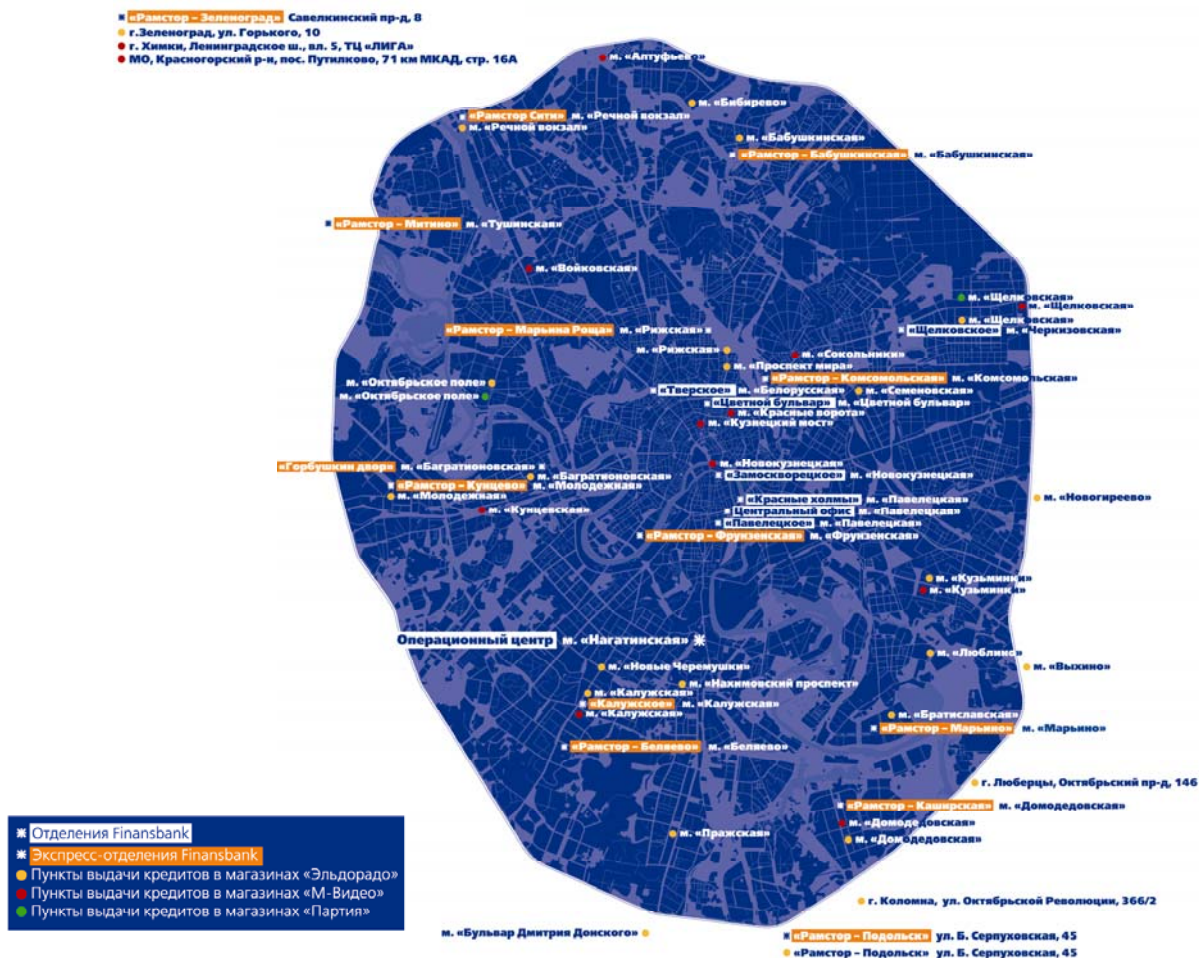 «Рамстор – Зеленоград» Савелкинский пр-д, 8
г.Зеленоград, ул. Горького, 10
г. Химки, Ленинградское ш., вл. 5, ТЦ «ЛИГА»
МО, Красногорский р-н, пос. Путилково, 71 км МКАД, стр. 16А
м. «Алтуфьево»
м. «Бибирево»
«Рамстор Сити» м. «Речной вокзал»
м. «Речной вокзал»
м. «Бабушкинская»
«Рамстор – Бабушкинская» м. «Бабушкинская»
«Рамстор – Митино» м. «Тушинская»
м. «Войковская»
м. «Щелковская»
м. «Щелковская»
м. «Щелковская»
«Рамстор – Марьина Роща» м. «Рижская»
«Щелковское» м. «Черкизовская»
м. «Рижская»
м. «Сокольники»
м. «Проспект мира»
«Рамстор – Комсомольская» м. «Комсомольская»
м. «Октябрьское поле»
«Тверское» м. «Белорусская»
м. «Семеновская»
м. «Октябрьское поле»
«Цветной бульвар» м. «Цветной бульвар»
м. «Красные ворота»
м. «Кузнецкий мост»
«Горбушкин двор» м. «Багратионовская»
м. «Новокузнецкая»
м. «Багратионовская»
«Замоскворецкое» м. «Новокузнецкая»
«Рамстор – Кунцево» м. «Молодежная»
м. «Молодежная»
м. «Новогиреево»
«Красные холмы» м. «Павелецкая»
м. «Кунцевская»
Центральный офис м. «Павелецкая»
«Павелецкое» м. «Павелецкая»
«Рамстор – Фрунзенская» м. «Фрунзенская»
м. «Кузьминки»
м. «Кузьминки»
Операционный центр м. «Нагатинская»
м. «Люблино»
м. «Новые Черемушки»
м. «Выхино»
м. «Нахимовский проспект»
м. «Калужская»
«Калужское» м. «Калужская»
м. «Калужская»
м. «Братиславская»
«Рамстор – Марьино» м. «Марьино»
«Рамстор – Беляево» м. «Беляево»
г. Люберцы, Октябрьский пр-д, 146
«Рамстор – Каширская» м. «Домодедовская»
м. «Домодедовская»
м. «Пражская»
м. «Домодедовская»
Отделения Finansbank
Экспресс-отделения Finansbank
Пункты выдачи кредитов в магазинах «Эльдорадо»
Пункты выдачи кредитов в магазинах «М-Видео»
Пункты выдачи кредитов в магазинах «Партия»
г. Коломна, ул. Октябрьской Революции, 366/2
м. «Бульвар Дмитрия Донского»
«Рамстор – Подольск» ул. Б. Серпуховская, 45
«Рамстор – Подольск» ул. Б. Серпуховская, 45